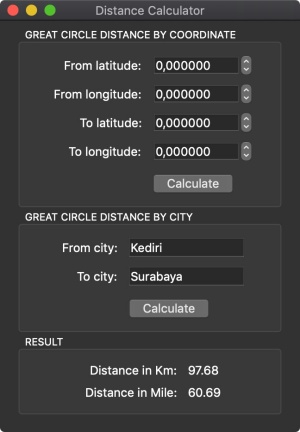 Distance Calculator
GREAT CIRCLE DISTANCE BY COORDINATE
From latitude: 0,000000
From longitude: 0,000000
To latitude: 0,000000
To longitude: 0,000000
Calculate
GREAT CIRCLE DISTANCE BY CITY
From city: Kediri
To city: Surabaya
Calculate
RESULT
Distance in Km: 97.68
Distance in Mile: 60.69